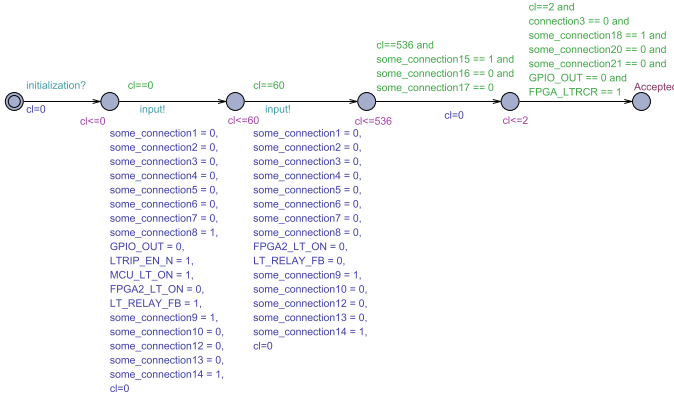 initialization?
cl=0
cl<=0
cl==0
input!
some_connection1 = 0,
some_connection2 = 0,
some_connection3 = 0,
some_connection4 = 0,
some_connection5 = 0,
some_connection6 = 0,
some_connection7 = 0,
some_connection8 = 1,
GPIO_OUT = 0,
LTRIP_EN_N = 1,
MCU_LT_ON = 1,
FPGA2_LT_ON = 0,
LT_RELAY_FB = 1,
some_connection9 = 1,
some_connection10 = 0,
some_connection12 = 0,
some_connection13 = 0,
some_connection14 = 1,
cl=0
cl<=60
cl==60
input!
some_connection1 = 0,
some_connection2 = 0,
some_connection3 = 0,
some_connection4 = 0,
some_connection5 = 0,
some_connection6 = 0,
some_connection7 = 0,
some_connection8 = 0,
FPGA2_LT_ON = 0,
LT_RELAY_FB = 0,
some_connection9 = 1,
some_connection10 = 0,
some_connection12 = 0,
some_connection13 = 0,
some_connection14 = 1,
cl=0
cl<=536
cl==536 and
some_connection15 == 1 and
some_connection16 == 0 and
some_connection17 == 0
cl=0
cl<=2
cl==2 and
connection3 == 0 and
some_connection18 == 1 and
some_connection20 == 0 and
some_connection21 == 0 and
GPIO_OUT == 0 and
FPGA_LTRCR == 1
Accepted